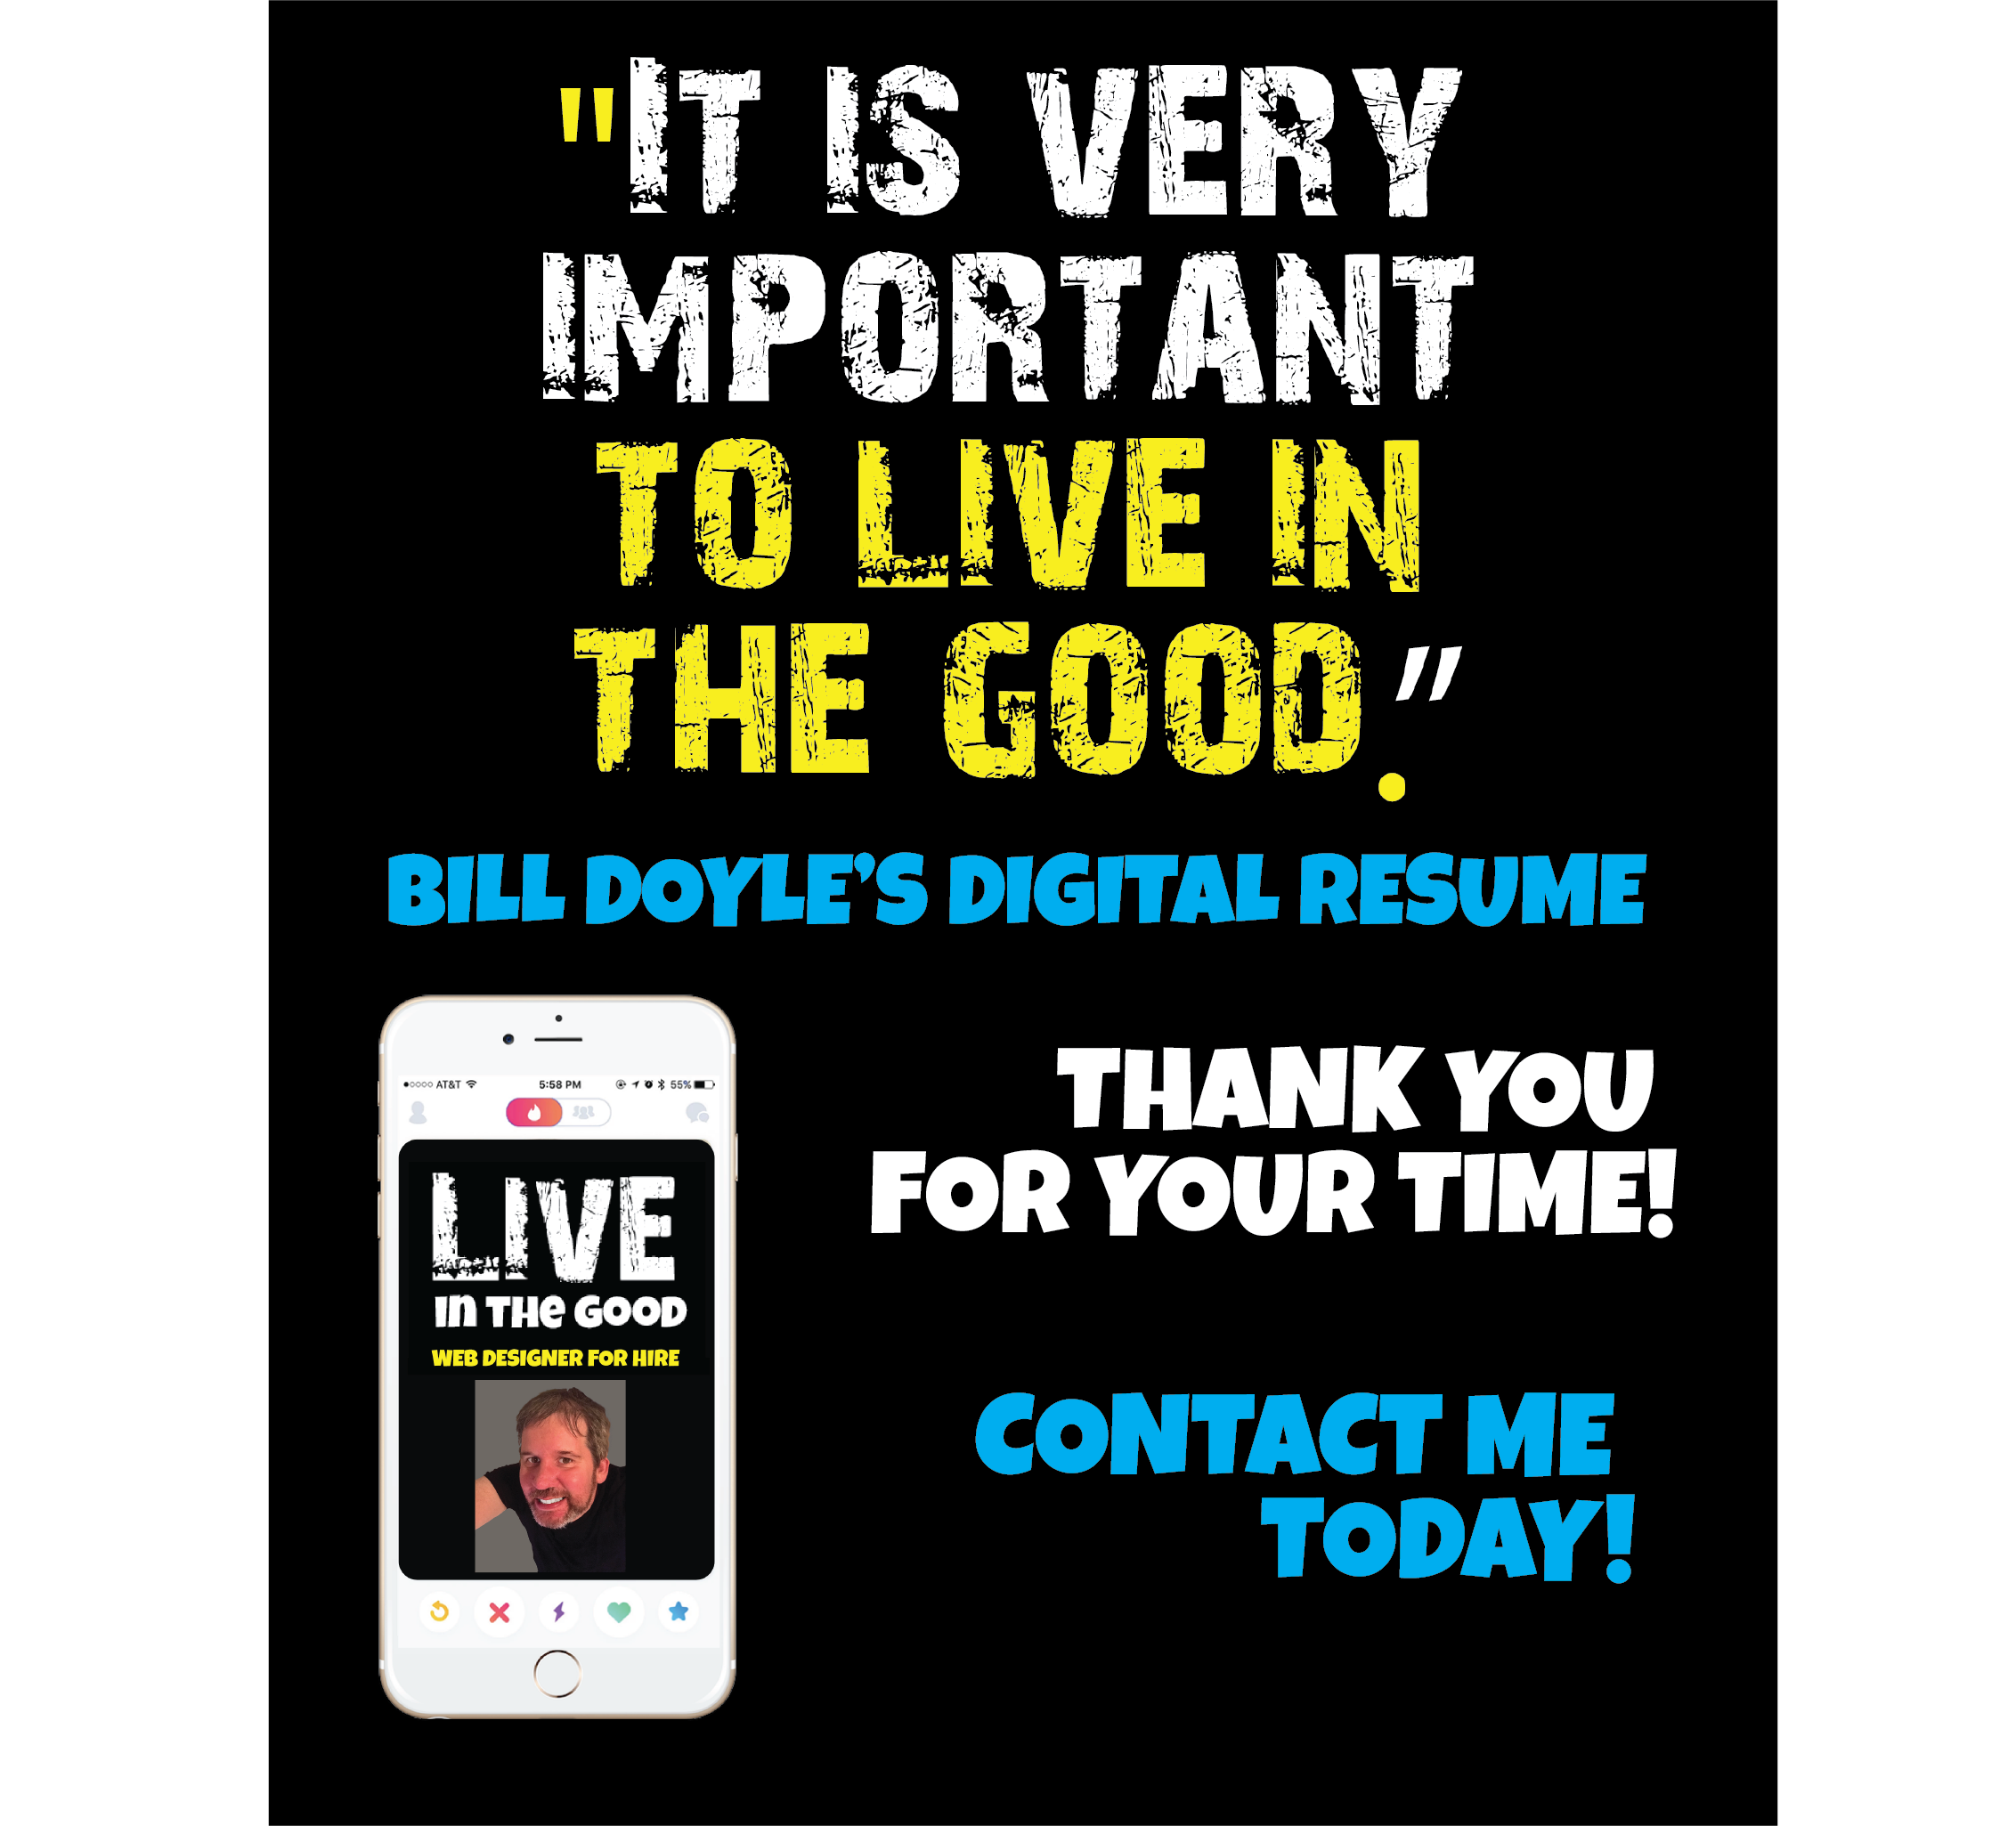 "IT IS VERY
IMPORTANT
TO LIVE IN
THE GOOD."
BILL DOYLE'S DIGITAL RESUME
AT&T 5:58 PM 55%
LIVE
IN THE GOOD
WEB DESIGNER FOR HIRE
THANK YOU
FOR YOUR TIME!
CONTACT ME
TODAY!